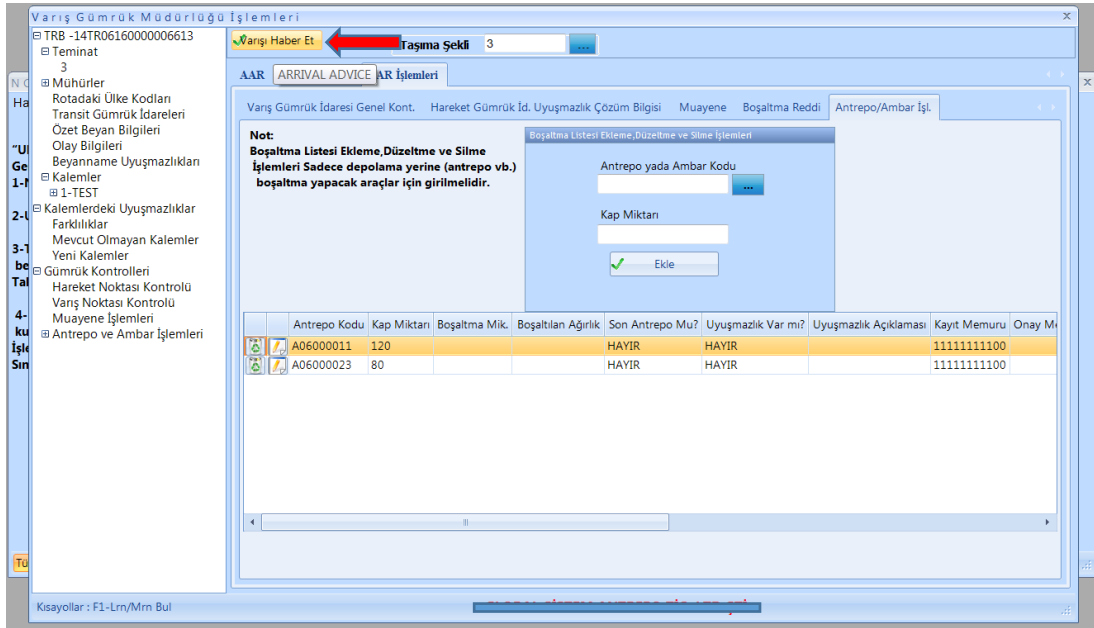 Varış Gümrük Müdürlüğü İşlemleri
TRB -14TR06160000006613
Teminat
3
Mühürler
Rotadaki Ülke Kodları
Transit Gümrük İdareleri
Özet Beyan Bilgileri
Olay Bilgileri
Beyanname Uyuşmazlıkları
Kalemler
1-TEST
Kalemlerdeki Uyuşmazlıklar
Farklılıklar
Mevcut Olmayan Kalemler
Yeni Kalemler
Gümrük Kontrolleri
Hareket Noktası Kontrolü
Varış Noktası Kontrolü
Muayene İşlemleri
Antrepo ve Ambar İşlemleri
Varışı Haber Et
Taşıma Şekli 3 ...
AAR ARRIVAL ADVICE AR İşlemleri
Varış Gümrük İdaresi Genel Kont. Hareket Gümrük İd. Uyuşmazlık Çözüm Bilgisi Muayene Boşaltma Reddi Antrepo/Ambar İşl.
Not:
Boşaltma Listesi Ekleme,Düzeltme ve Silme
İşlemleri Sadece depolama yerine (antrepo vb.)
boşaltma yapacak araçlar için girilmelidir.
Boşaltma Listesi Ekleme,Düzeltme ve Silme İşlemleri
Antrepo yada Ambar Kodu
...
Kap Miktarı
Ekle
Antrepo Kodu Kap Miktarı Boşaltma Mik. Boşaltılan Ağırlık Son Antrepo Mu? Uyuşmazlık Var mı? Uyuşmazlık Açıklaması Kayıt Memuru Onay
A06000011 120 HAYIR HAYIR 11111111100
A06000023 80 HAYIR HAYIR 11111111100
Kısayollar : F1-Lrn/Mrn Bul